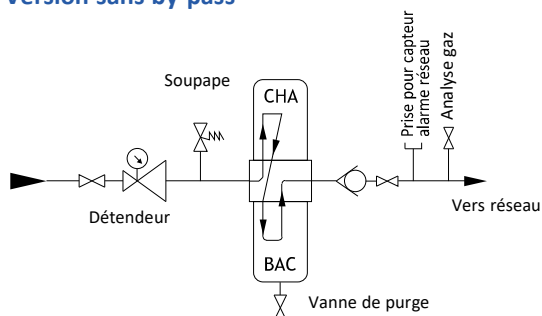 Version sans by-pass
Soupape
CHA
Prise pour capteur
alarme réseau
Analyse gaz
Détendeur
Vers réseau
BAC
Vanne de purge